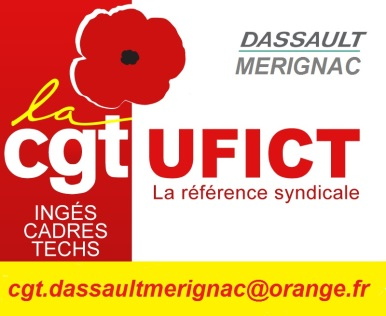 DASSAULT
MERIGNAC
la
cgt UFICT
La référence syndicale
INGÉS
CADRES
TECHS
cgt.dassaultmerignac@orange.fr